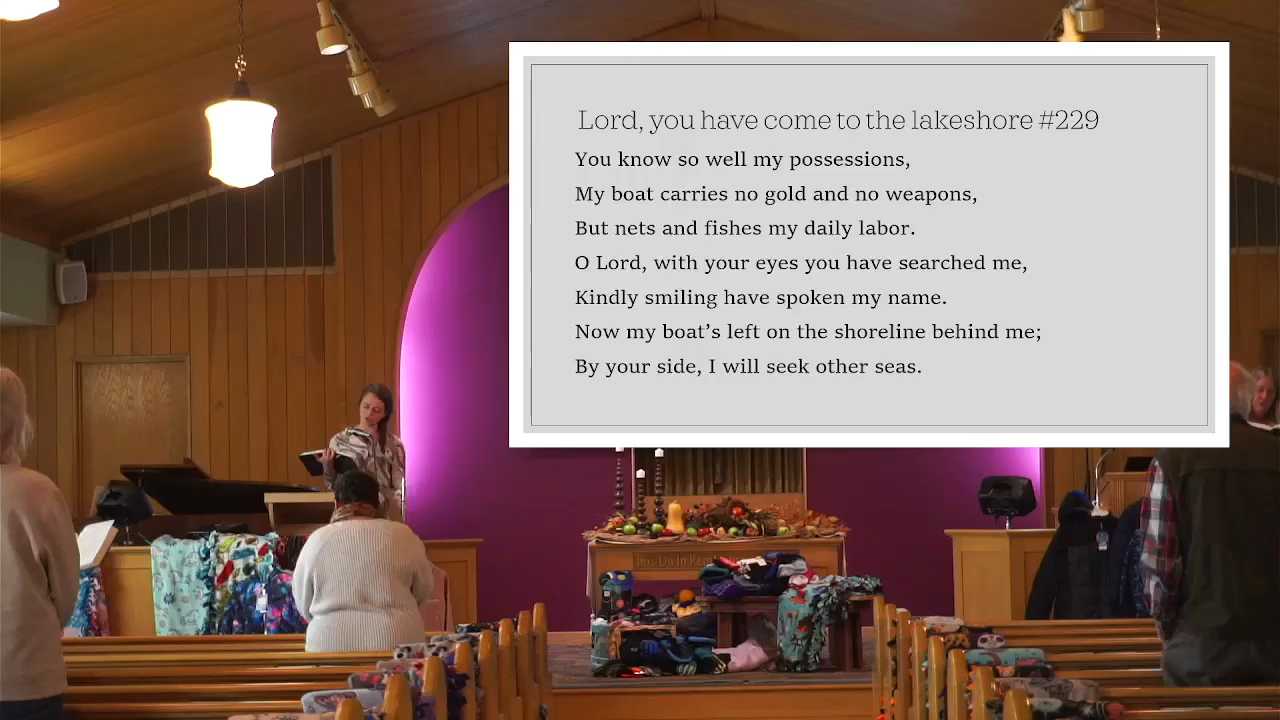 Lord, you have come to the lakeshore #229
You know so well my possessions,
My boat carries no gold and no weapons,
But nets and fishes my daily labor.
O Lord, with your eyes you have searched me,
Kindly smiling have spoken my name.
Now my boat’s left on the shoreline behind me;
By your side, I will seek other seas.
This Do In